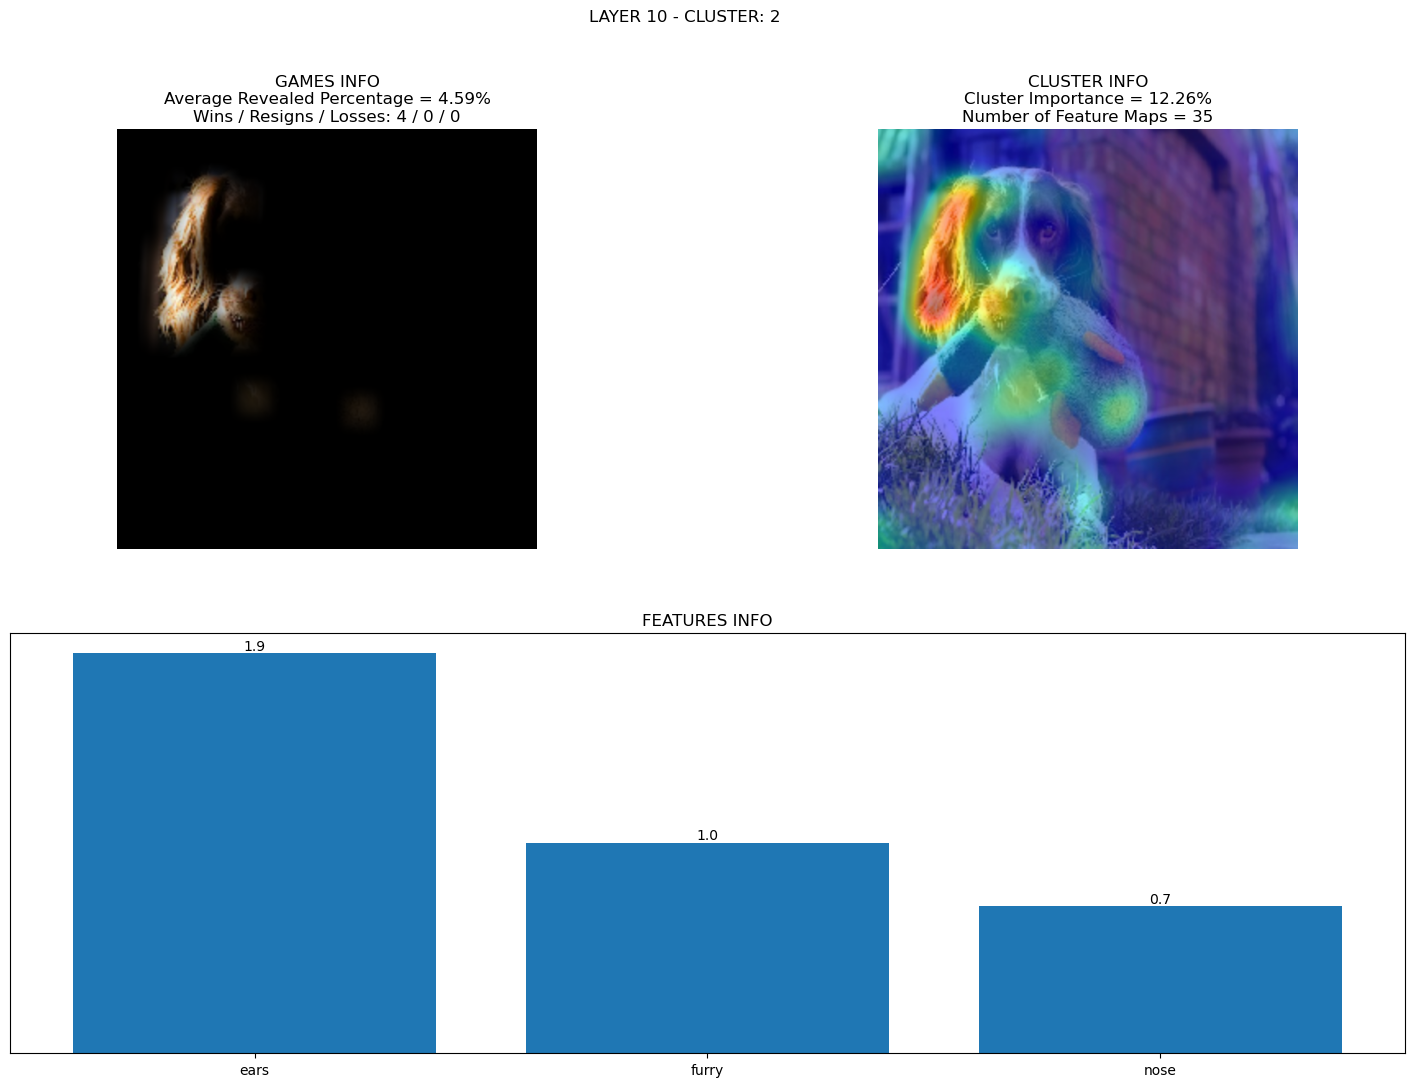 LAYER 10 - CLUSTER: 2
GAMES INFO
Average Revealed Percentage = 4.59%
Wins / Resigns / Losses: 4 / 0 / 0
CLUSTER INFO
Cluster Importance = 12.26%
Number of Feature Maps = 35
FEATURES INFO
1.9
1.0
0.7
ears
furry
nose